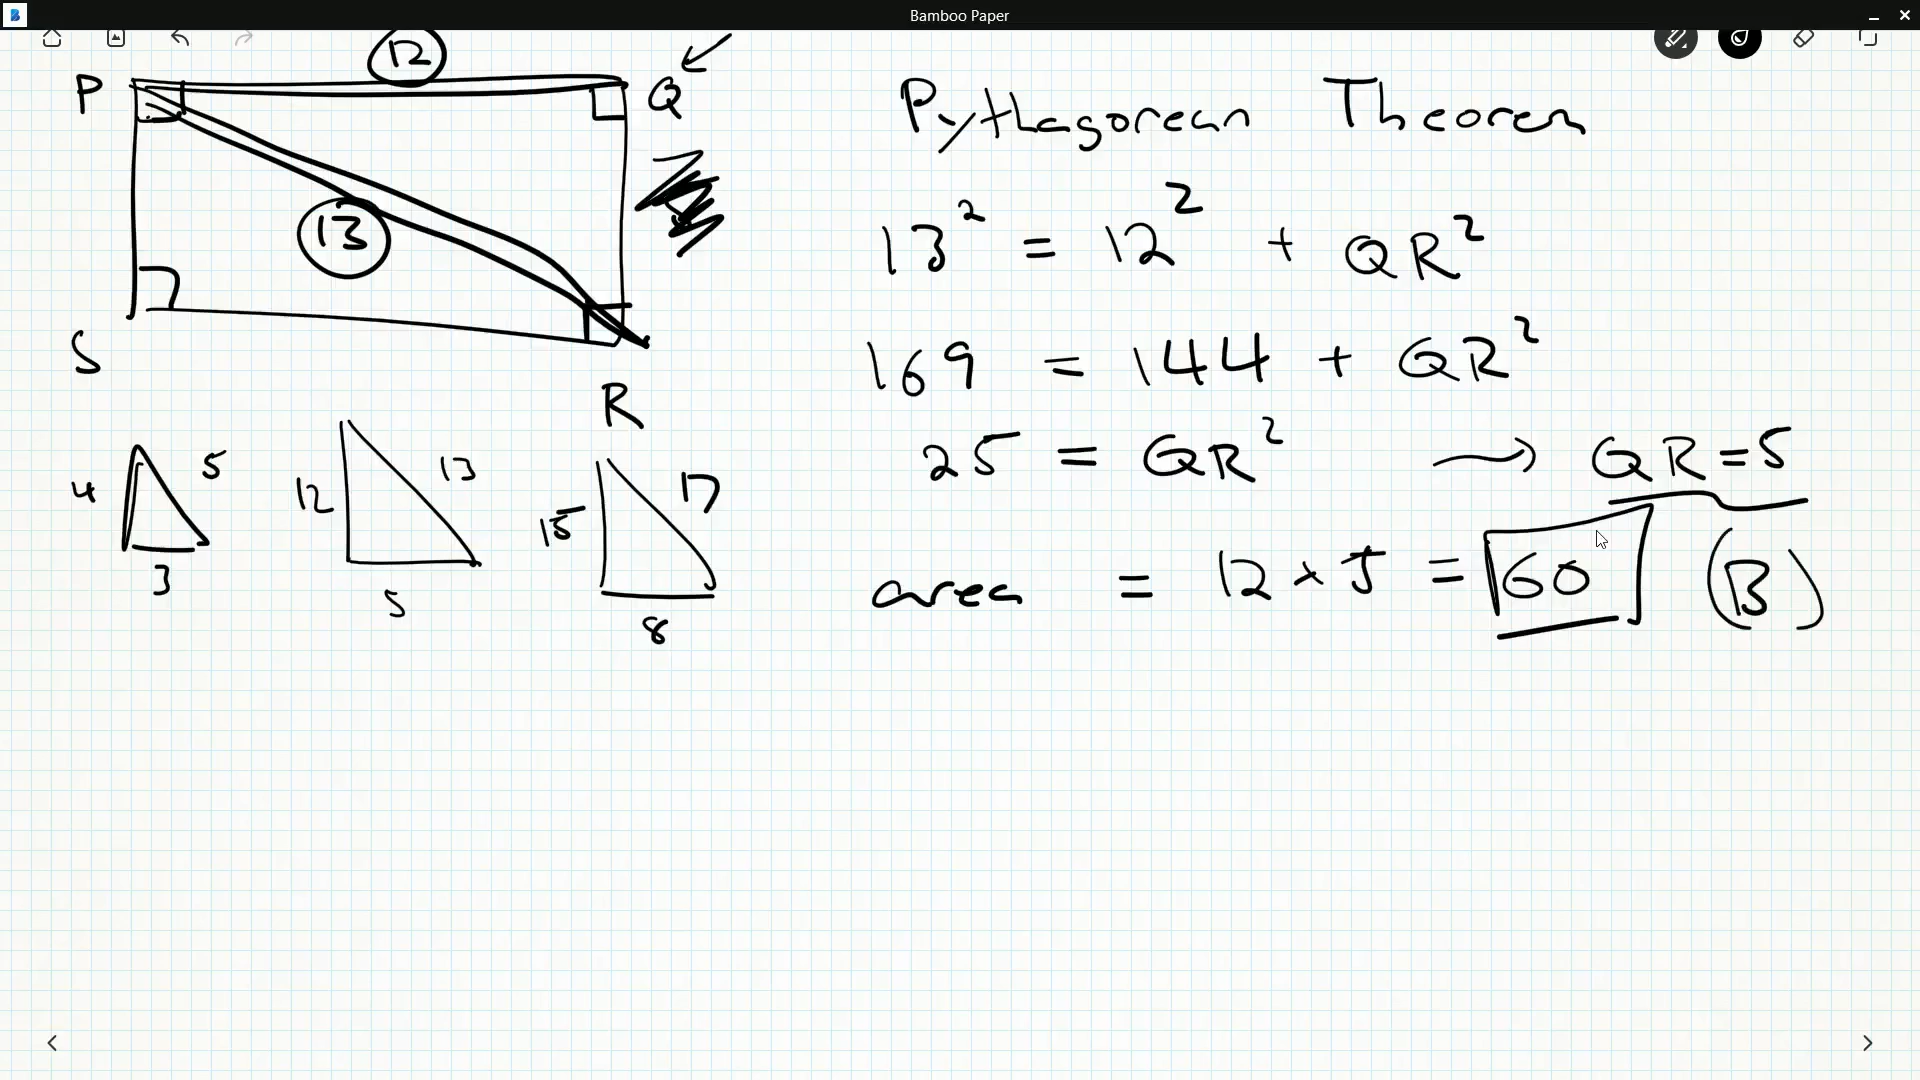 Bamboo Paper
12
P
Q
13
S
R
4
5
3
12
13
5
15
17
8
Pythagorean Theorem
13² = 12² + QR²
169 = 144 + QR²
25 = QR² → QR = 5
area = 12 × 5 = 60 (B)